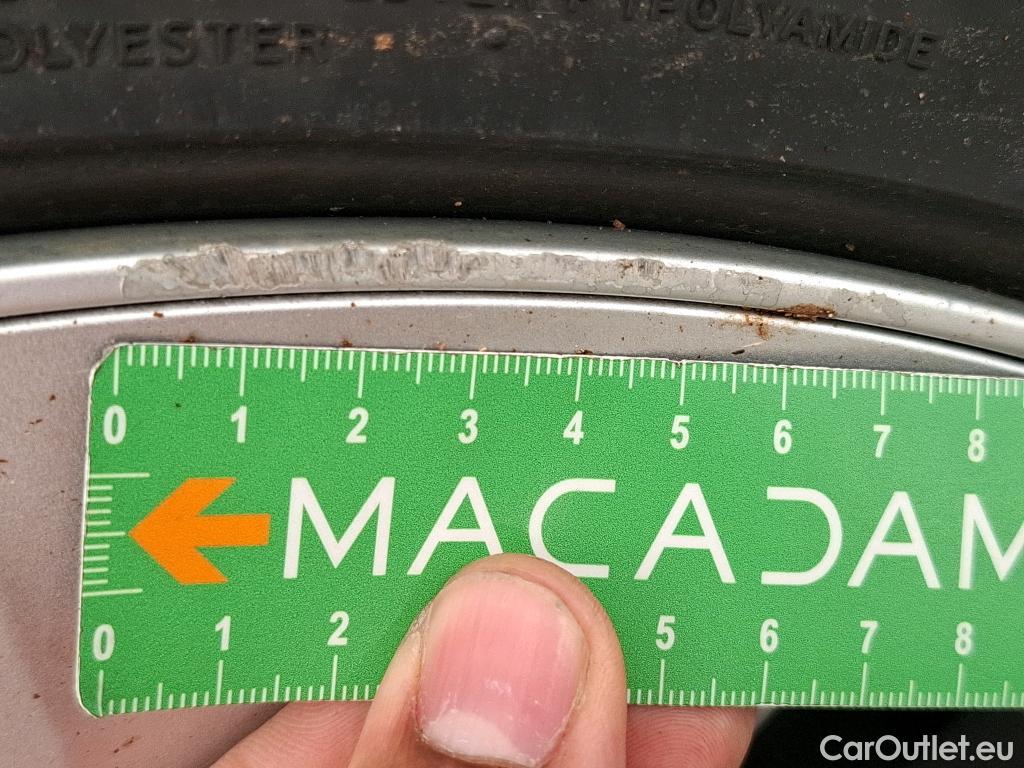 POLYAMIDE
OLYESTER
0 1 2 3 4 5 6 7 8
MACADAM
0 1 2 5 6 7 8
CarOutlet.eu